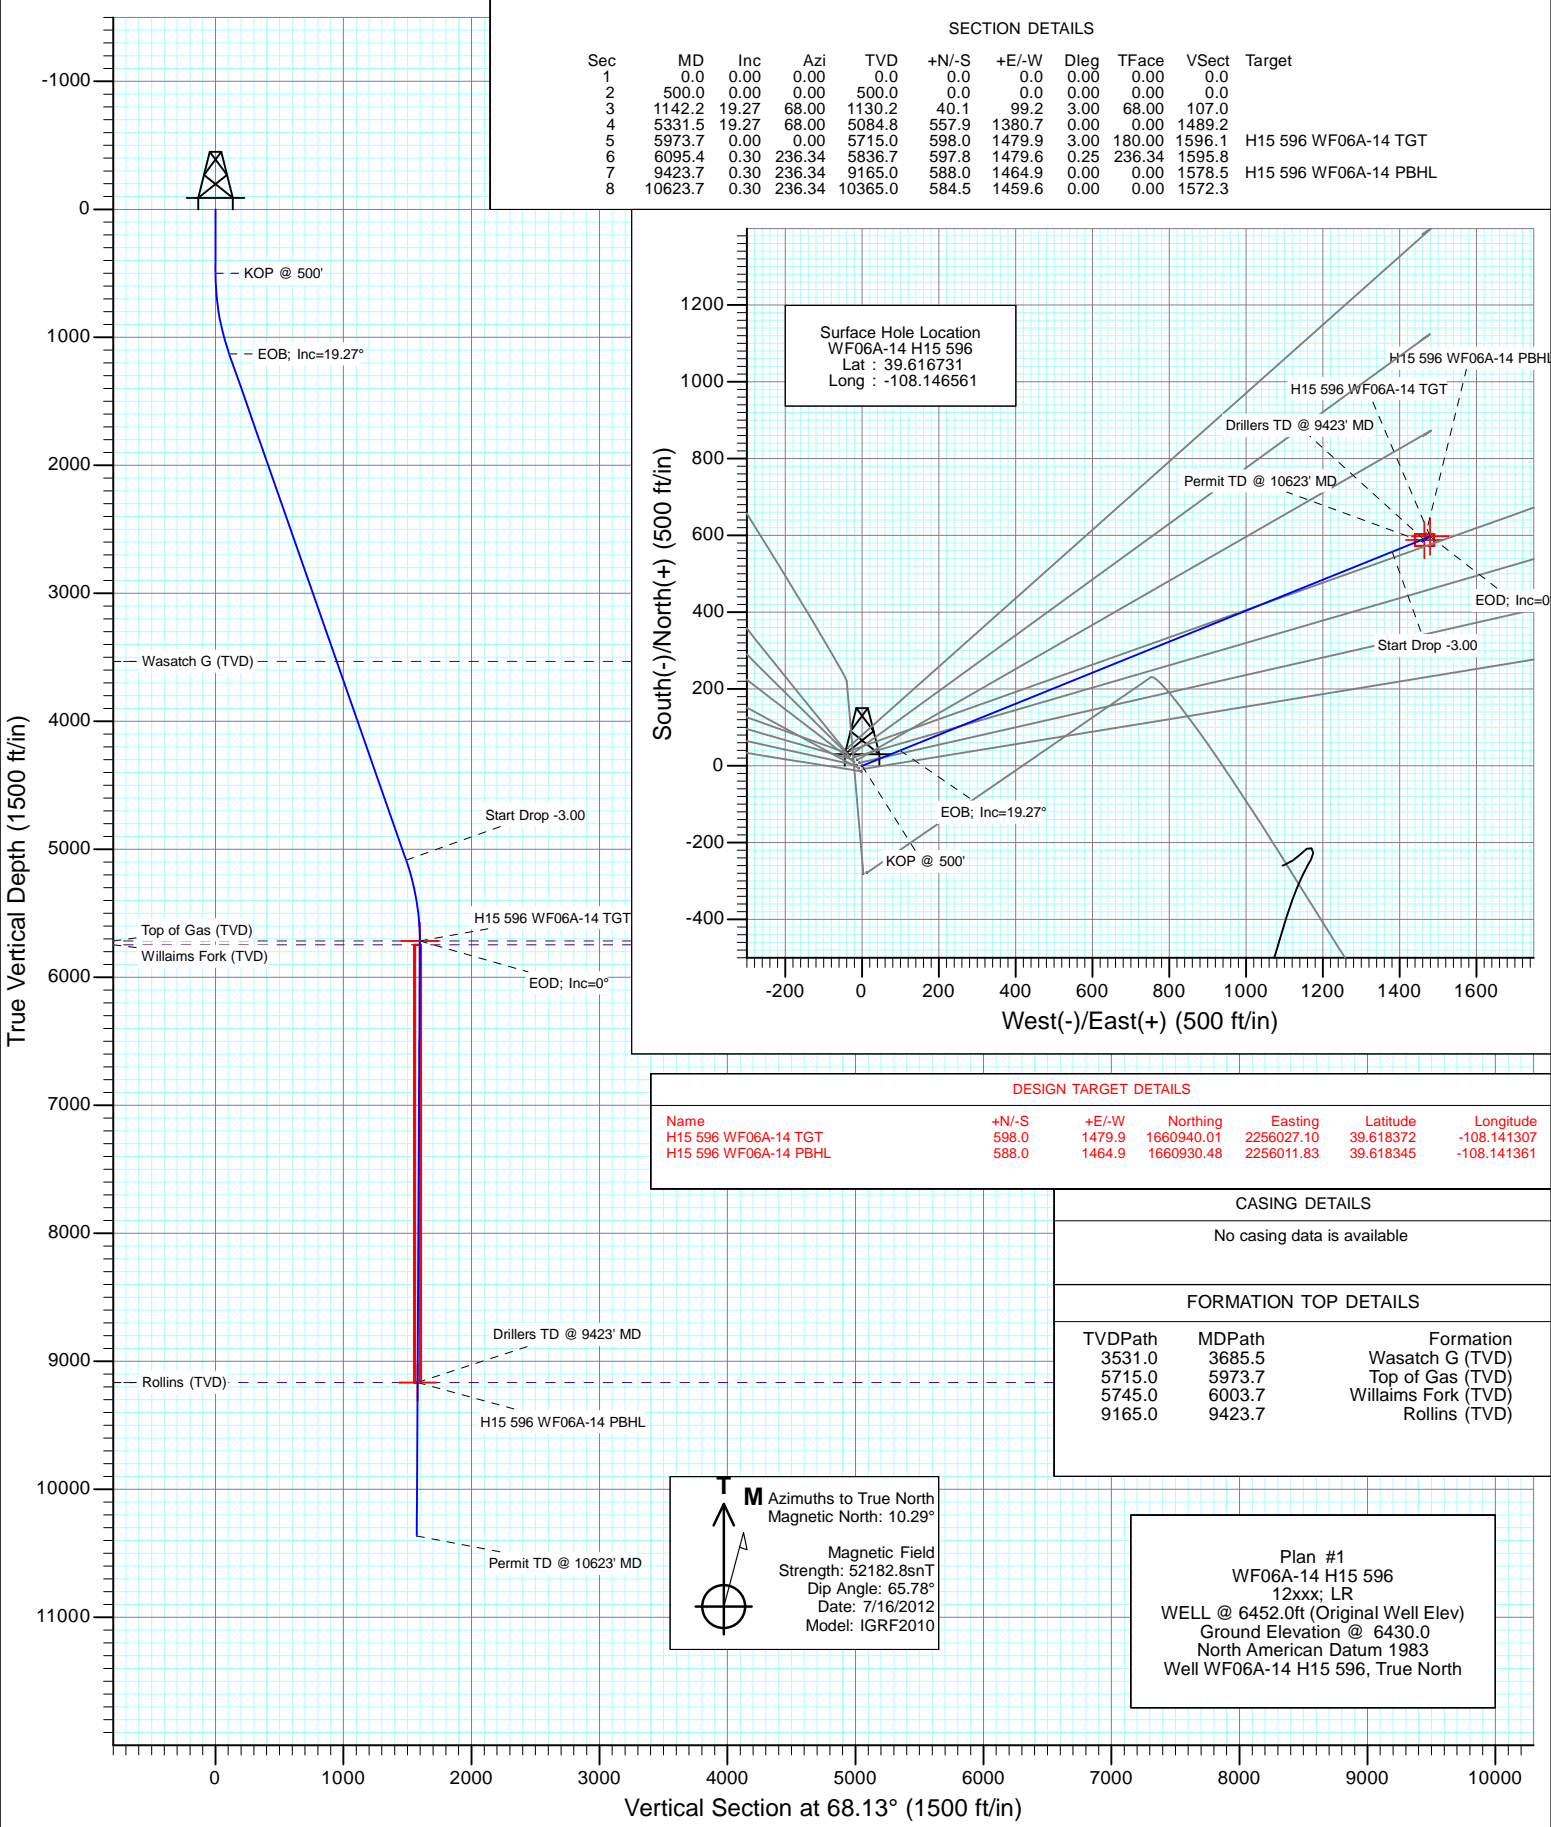 SECTION DETAILS
Sec MD Inc Azi TVD +N/-S +E/-W Dleg TFace VSect Target
1 0.0 0.00 0.00 0.0 0.0 0.0 0.00 0.00 0.0
2 500.0 0.00 0.00 500.0 0.0 0.0 0.00 0.00 0.0
3 1142.2 19.27 68.00 1130.2 40.1 99.2 3.00 68.00 107.0
4 5331.5 19.27 68.00 5084.8 557.9 1380.7 0.00 0.00 1489.2
5 5973.7 0.00 0.00 5715.0 598.0 1479.9 3.00 180.00 1596.1 H15 596 WF06A-14 TGT
6 6095.4 0.30 236.34 5836.7 597.8 1479.6 0.25 236.34 1595.8
7 9423.7 0.30 236.34 9165.0 588.0 1464.9 0.00 0.00 1578.5 H15 596 WF06A-14 PBHL
8 10623.7 0.30 236.34 10365.0 584.5 1459.6 0.00 0.00 1572.3
True Vertical Depth (1500 ft/in)
-1000
0
1000
2000
3000
4000
5000
6000
7000
8000
9000
10000
11000
KOP @ 500'
EOB; Inc=19.27°
Wasatch G (TVD)
Start Drop -3.00
H15 596 WF06A-14 TGT
Top of Gas (TVD)
Willaims Fork (TVD)
EOD; Inc=0°
Drillers TD @ 9423' MD
Rollins (TVD)
H15 596 WF06A-14 PBHL
Permit TD @ 10623' MD
0 1000 2000 3000 4000 5000 6000 7000 8000 9000 10000
Vertical Section at 68.13° (1500 ft/in)
South(-)/North(+) (500 ft/in)
1200
1000
800
600
400
200
0
-200
-400
Surface Hole Location
WF06A-14 H15 596
Lat : 39.616731
Long : -108.146561
H15 596 WF06A-14 PBHL
H15 596 WF06A-14 TGT
Drillers TD @ 9423' MD
Permit TD @ 10623' MD
EOD; Inc=0
Start Drop -3.00
EOB; Inc=19.27°
KOP @ 500'
-200 0 200 400 600 800 1000 1200 1400 1600
West(-)/East(+) (500 ft/in)
DESIGN TARGET DETAILS
Name +N/-S +E/-W Northing Easting Latitude Longitude
H15 596 WF06A-14 TGT 598.0 1479.9 1660940.01 2256027.10 39.618372 -108.141307
H15 596 WF06A-14 PBHL 588.0 1464.9 1660930.48 2256011.83 39.618345 -108.141361
CASING DETAILS
No casing data is available
FORMATION TOP DETAILS
TVDPath MDPath Formation
3531.0 3685.5 Wasatch G (TVD)
5715.0 5973.7 Top of Gas (TVD)
5745.0 6003.7 Willaims Fork (TVD)
9165.0 9423.7 Rollins (TVD)
T
M
Azimuths to True North
Magnetic North: 10.29°
Magnetic Field
Strength: 52182.8snT
Dip Angle: 65.78°
Date: 7/16/2012
Model: IGRF2010
Plan #1
WF06A-14 H15 596
12xxx; LR
WELL @ 6452.0ft (Original Well Elev)
Ground Elevation @ 6430.0
North American Datum 1983
Well WF06A-14 H15 596, True North